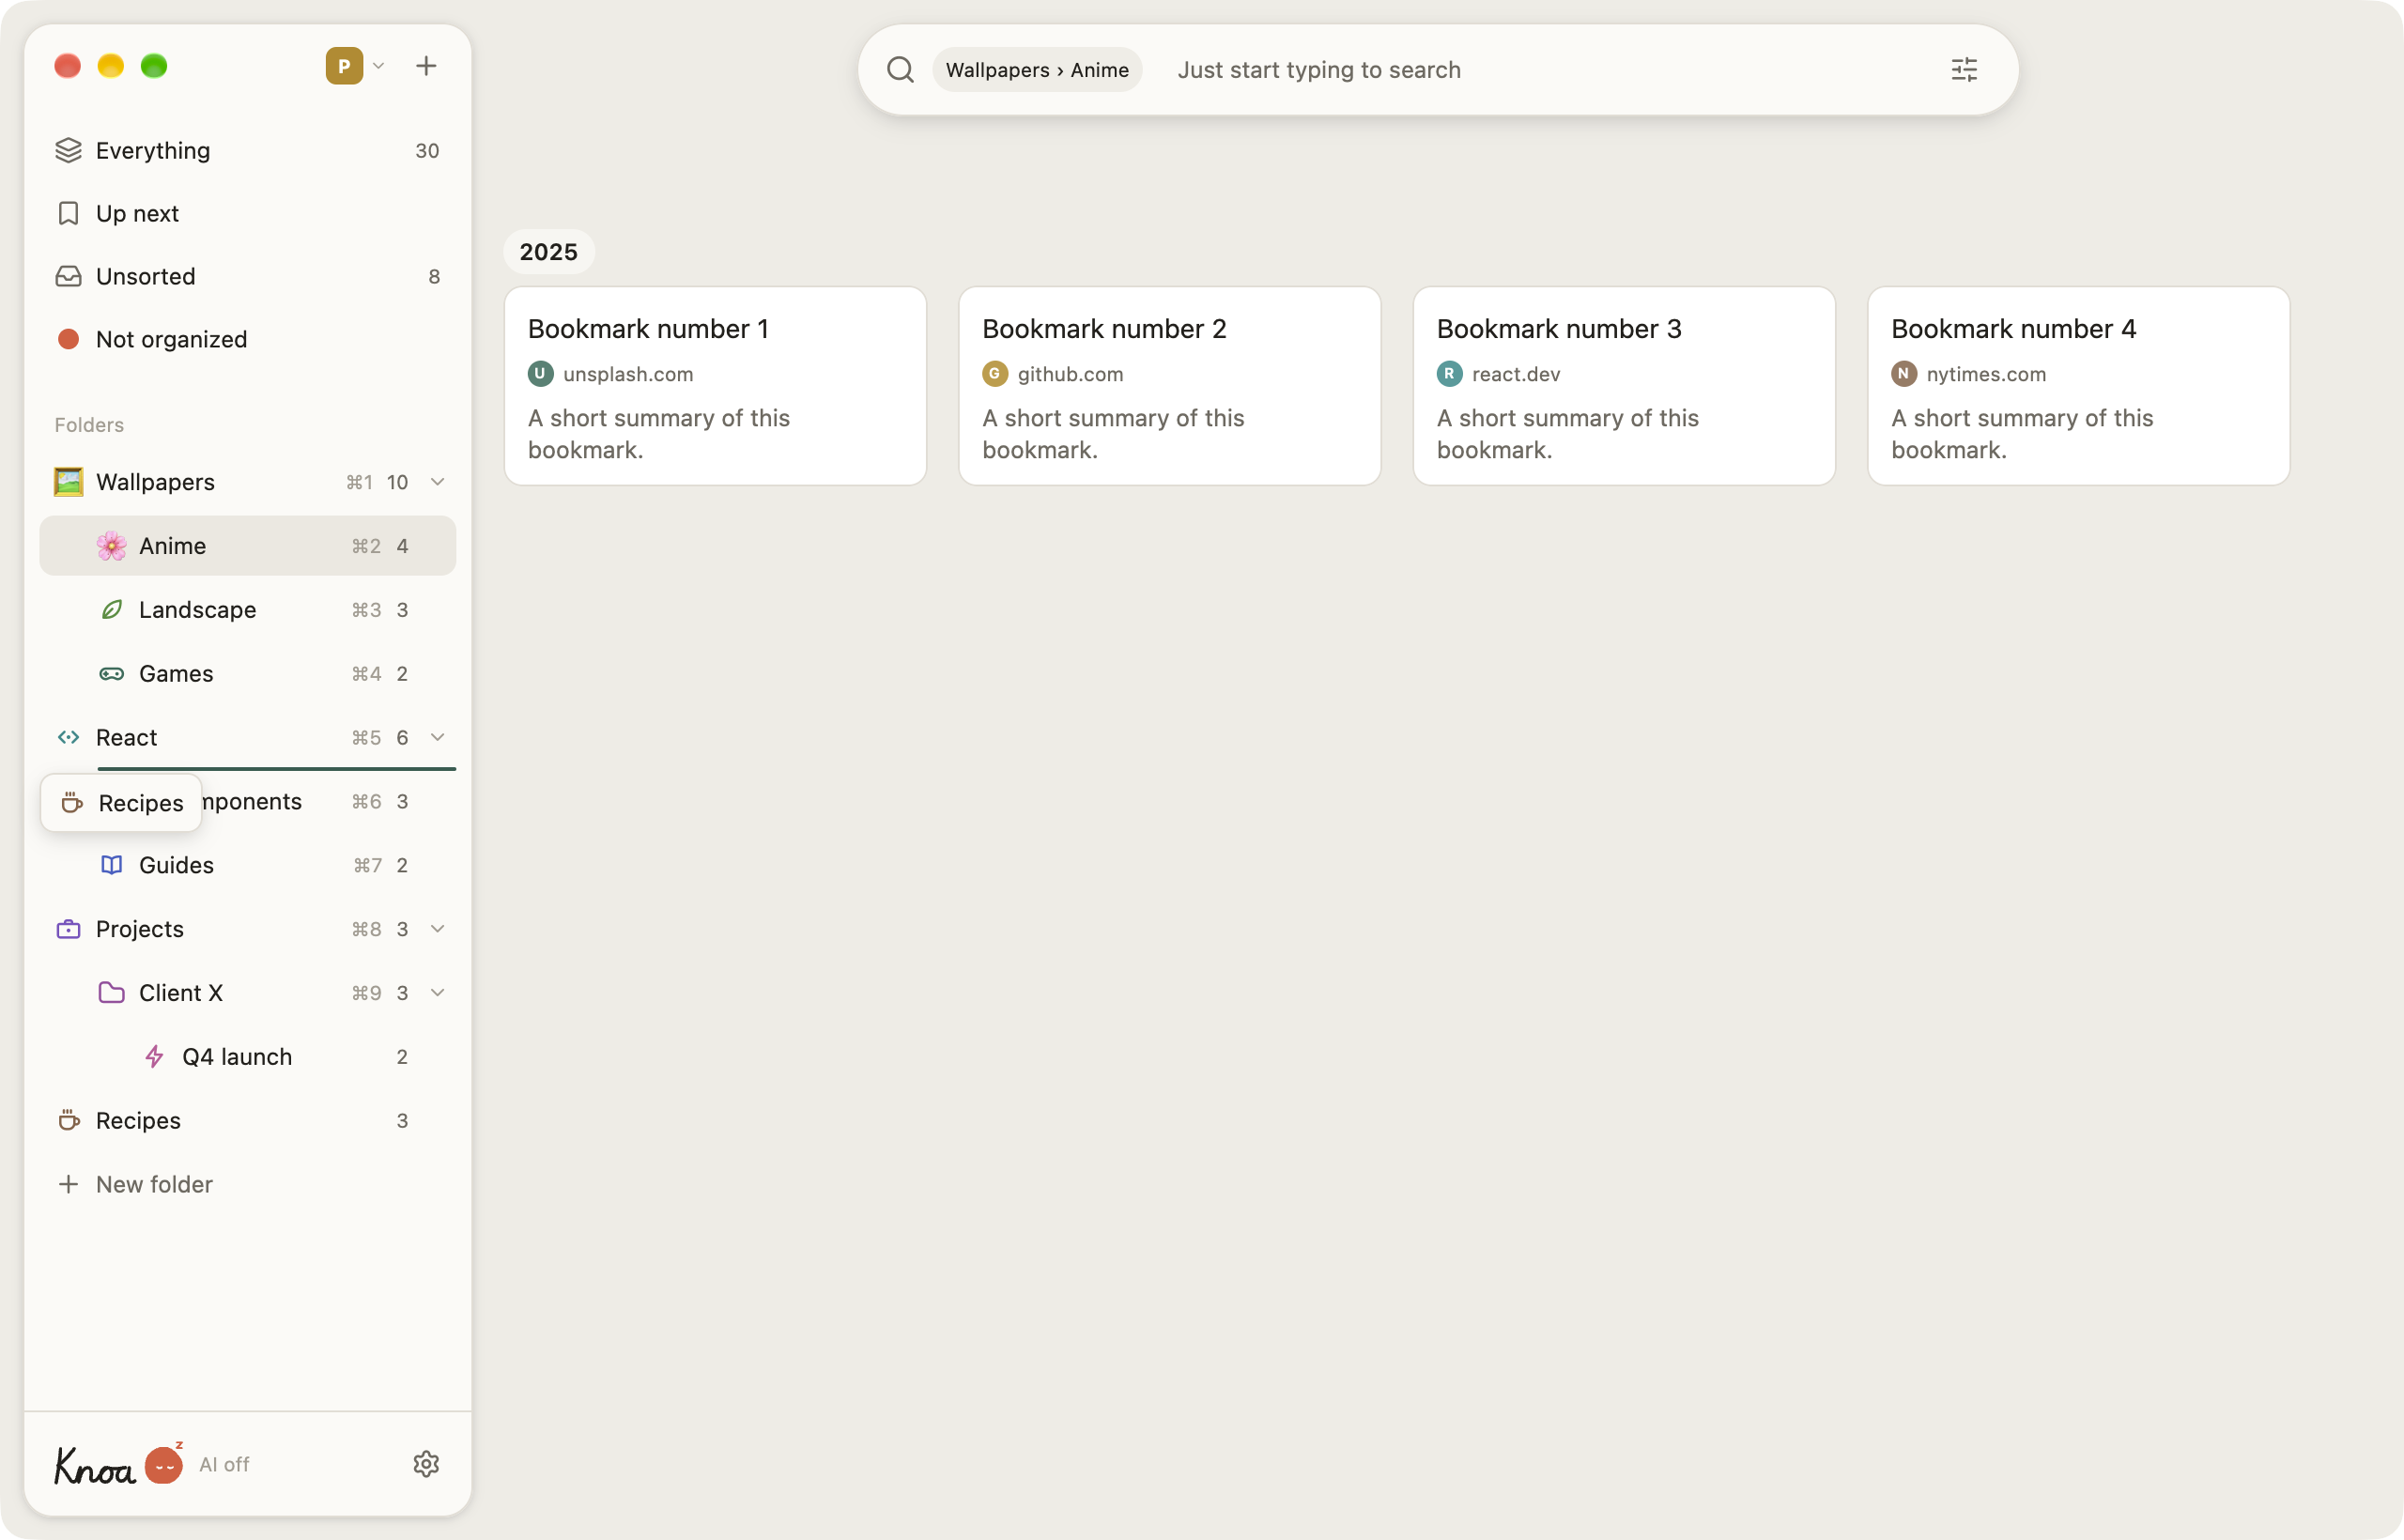 P
Everything 30
Up next
Unsorted 8
Not organized
Folders
Wallpapers ⌘1 10
Anime ⌘2 4
Landscape ⌘3 3
Games ⌘4 2
React ⌘5 6
Recipes
mponents ⌘6 3
Guides ⌘7 2
Projects ⌘8 3
Client X ⌘9 3
Q4 launch 2
Recipes 3
New folder
Knoa z AI off
Wallpapers › Anime Just start typing to search
2025
Bookmark number 1
U unsplash.com
A short summary of this
bookmark.
Bookmark number 2
G github.com
A short summary of this
bookmark.
Bookmark number 3
R react.dev
A short summary of this
bookmark.
Bookmark number 4
N nytimes.com
A short summary of this
bookmark.